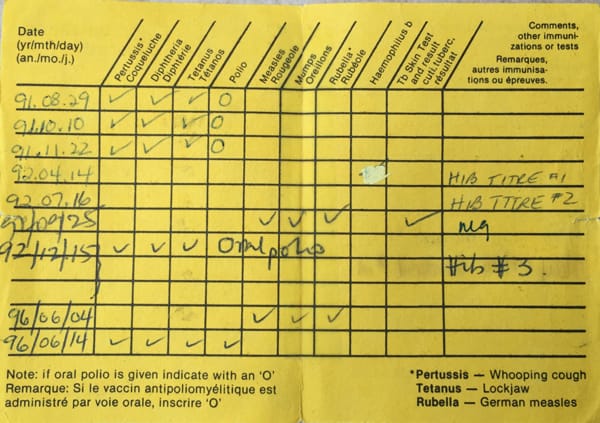 Date
(yr/mth/day)
(an./mo./j.)
Pertussis*
Coqueluche
Diphtheria
Diphtérie
Tetanus
Tétanos
Polio
Measles
Rougeole
Mumps
Oreillons
Rubella*
Rubéole
Haemophilus b
Tb Skin Test
and result
cuti. tuberc.
résultat
Comments,
other immuni-
zations or tests
Remarques,
autres immunisa-
tions ou épreuves.
91.08.29 ✓ ✓ ✓ O
91.10.10 ✓ ✓ ✓ O
91.11.22 ✓ ✓ ✓ O
92.04.14 HIB TITRE #1
92.07.16 HIB TITRE #2
92/09/25 ✓ ✓ ✓ ✓ neg
92/12/15 ✓ ✓ ✓ Oral polio Hib #3.
96/06/04 ✓ ✓ ✓
96/06/14 ✓ ✓ ✓ ✓
Note: if oral polio is given indicate with an 'O'
Remarque: Si le vaccin antipoliomyélitique est
administré par voie orale, inscrire 'O'
*Pertussis — Whooping cough
Tetanus — Lockjaw
Rubella — German measles